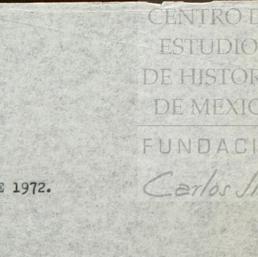 CENTRO D
ESTUDIO
DE HISTOR
DE MEXIC
FUNDACI
Carlos
E 1972.